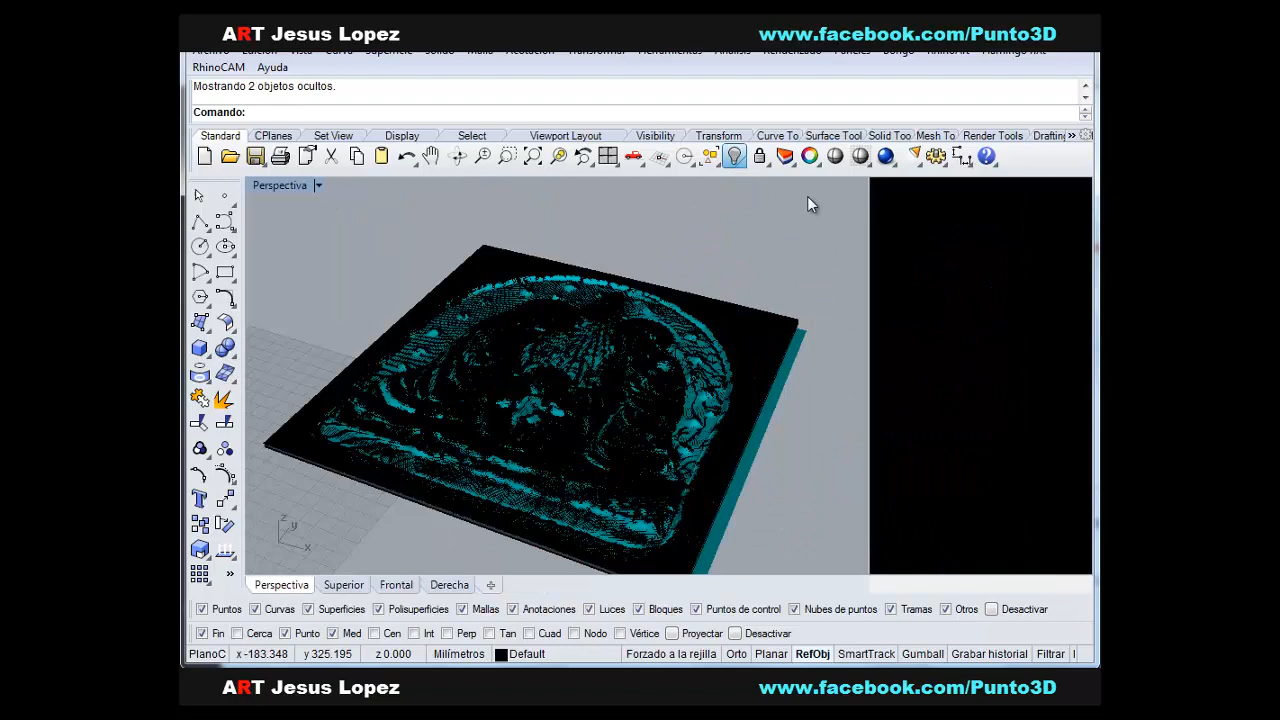 ART Jesus Lopez www.facebook.com/Punto3D
RhinoCAM Ayuda
Mostrando 2 objetos ocultos.
Comando:
Standard CPlanes Set View Display Select Viewport Layout Visibility Transform Curve To Surface Tool Solid Too Mesh To Render Tools Drafting »
Perspectiva
z y x
Perspectiva Superior Frontal Derecha
Puntos Curvas Superficies Polisuperficies Mallas Anotaciones Luces Bloques Puntos de control Nubes de puntos Tramas Otros Desactivar
Fin Cerca Punto Med Cen Int Perp Tan Cuad Nodo Vértice Proyectar Desactivar
PlanoC x -183.348 y 325.195 z 0.000 Milímetros Default Forzado a la rejilla Orto Planar RefObj SmartTrack Gumball Grabar historial Filtrar
ART Jesus Lopez www.facebook.com/Punto3D